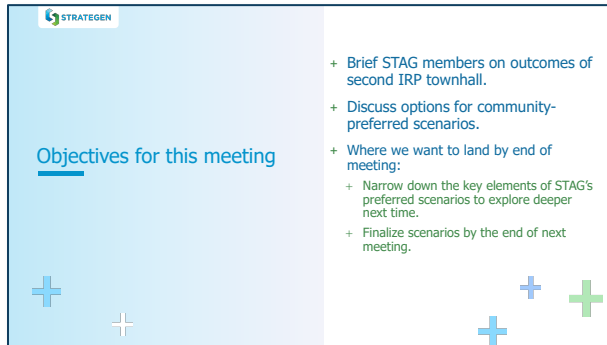 STRATEGEN
Objectives for this meeting
+ Brief STAG members on outcomes of
second IRP townhall.
+ Discuss options for community-
preferred scenarios.
+ Where we want to land by end of
meeting:
+ Narrow down the key elements of STAG's
preferred scenarios to explore deeper
next time.
+ Finalize scenarios by the end of next
meeting.